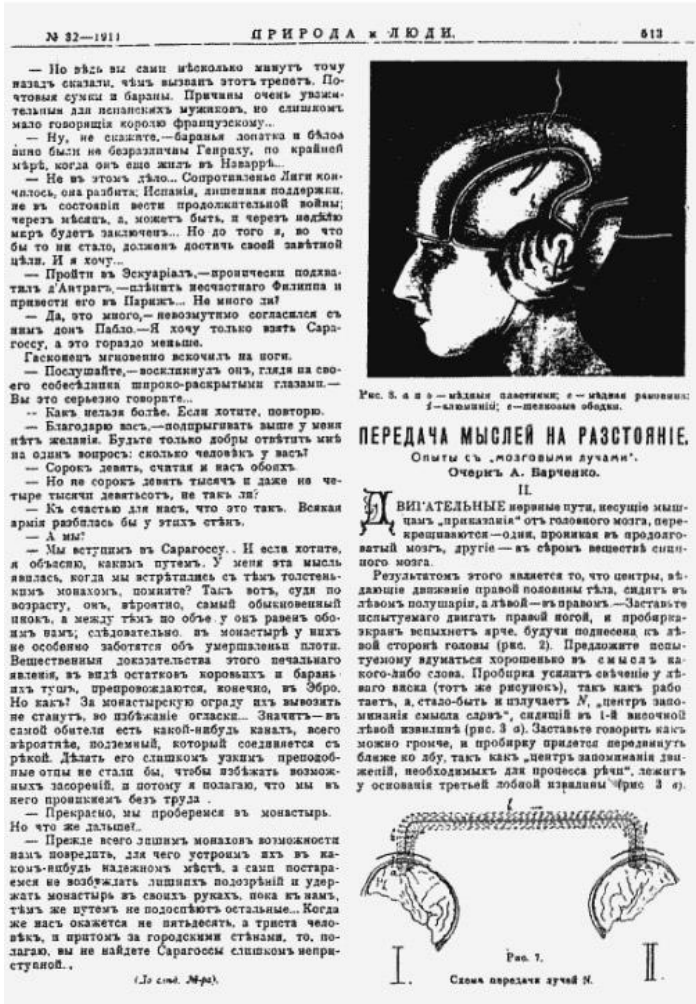 № 32—1911
ПРИРОДА и ЛЮДИ.
513
— Но вѣдь вы сами нѣсколько минутъ тому
назадъ сказали, чѣмъ вызванъ этотъ трепетъ. По-
чтовыя сумки и бараны. Причины очень уважи-
тельныя для испанскихъ мужиковъ, но слишкомъ
мало говорящія королю французскому...
— Ну, не скажите,—баранья лопатка и бѣлое
вино были не безразличны Генриху, по крайней
мѣрѣ, когда онъ еще жилъ въ Наваррѣ...
— Не въ этомъ дѣло... Сопротивленье Лиги кон-
чилось, она разбита; Испанія, лишенная поддержки,
не въ состояніи вести продолжительной войны;
черезъ мѣсяцъ, а, можетъ быть, и черезъ недѣлю
миръ будетъ заключенъ... Но до того я, во что
бы то ни стало, долженъ достичь своей завѣтной
цѣли. И я хочу...
— Пройти въ Эскуаріалъ,—иронически подхва-
тилъ д'Антрагъ,—плѣнить несчастнаго Филиппа и
привести его въ Парижъ... Не много ли?
— Да, это много,—невозмутимо согласился съ
нимъ донъ Пабло.—Я хочу только взять Сара-
госсу, а это гораздо меньше.
Гасконецъ мгновенно вскочилъ на ноги.
— Послушайте,—воскликнулъ онъ, глядя на сво-
его собесѣдника широко-раскрытыми глазами.—
Вы это серьезно говорите...
— Какъ нельзя болѣе. Если хотите, повторю.
— Благодарю васъ,—подпрыгивать выше у меня
нѣтъ желанія. Будьте только добры отвѣтить мнѣ
на одинъ вопросъ: сколько человѣкъ у васъ?
— Сорокъ девять, считая и насъ обоихъ.
— Но не сорокъ девять тысячъ и даже не че-
тыре тысячи девятьсотъ, не такъ ли?
— Къ счастью для насъ, что это такъ. Всякая
армія разбилась бы у этихъ стѣнъ.
— А мы?
— Мы вступимъ въ Сарагоссу.. И если хотите,
я объясню, какимъ путемъ. У меня эта мысль
явилась, когда мы встрѣтились съ тѣмъ толстень-
кимъ монахомъ, помните? Такъ вотъ, судя по
возрасту, онъ, вѣроятно, самый обыкновенный
инокъ, а между тѣмъ по объе у онъ равенъ обо-
имъ вамъ; слѣдовательно, въ монастырѣ у нихъ
не особенно заботятся объ умерщвленьи плоти.
Вещественныя доказательства этого печальнаго
явленія, въ видѣ остатковъ коровьихъ и барань
ихъ тушъ, препровождаются, конечно, въ Эбро.
Но какъ? За монастырскую ограду ихъ вывозить
не станутъ, во избѣжаніе огласки... Значитъ—въ
самой обители есть какой-нибудь каналъ, всего
вѣроятнѣе, подземный, который соединяется съ
рѣкой. Дѣлать его слишкомъ узкимъ преподоб-
ные отцы не стали бы, чтобы избѣжать возмож-
ныхъ засореній, и потому я полагаю, что мы въ
него проникнемъ безъ труда.
— Прекрасно, мы проберемся въ монастырь.
Но что же дальше?..
— Прежде всего лишимъ монаховъ возможности
намъ повредить, для чего устроимъ ихъ въ ка-
комъ-нибудь надежномъ мѣстѣ, а сами постара-
емся не возбуждать лишнихъ подозрѣній и удер-
жать монастырь въ своихъ рукахъ, пока къ намъ,
тѣмъ же путемъ не подоспѣютъ остальные... Когда
же насъ окажется не пятьдесятъ, а триста чело-
вѣкъ, и притомъ за городскими стѣнами, то, по-
лагаю, вы не найдете Сарагоссы слишкомъ непри-
ступной..
(До слѣд. №-ра).
Рис. 3. a и b — мѣдныя пластинки; c — мѣдная раковина;
d—алюминій; e—шелковые ободки.
ПЕРЕДАЧА МЫСЛЕЙ НА РАЗСТОЯНІЕ.
Опыты съ „мозговыми лучами".
Очеркъ А. Барченко.
II.
ДВИГАТЕЛЬНЫЕ нервные пути, несущіе мыш-
цамъ „приказанія" отъ головного мозга, пере-
крещиваются—одни, проникая въ продолго-
ватый мозгъ, другіе — въ сѣромъ веществѣ спин-
ного мозга.
Результатомъ этого является то, что центры, вѣ-
дающіе движеніе правой половины тѣла, сидятъ въ
лѣвомъ полушаріи, а лѣвой—въ правомъ.—Заставьте
испытуемаго двигать правой ногой, и пробирка-
экранъ вспыхнетъ ярче, будучи поднесена къ лѣ-
вой сторонѣ головы (рис. 2). Предложите испы-
туемому вдуматься хорошенько въ смыслъ ка-
кого-либо слова. Пробирка усилитъ свѣченіе у лѣ-
ваго виска (тотъ же рисунокъ), такъ какъ рабо
таетъ, а, стало-быть и излучаетъ N, „центръ запо-
минанія смысла словъ", сидящій въ 1-й височной
лѣвой извилинѣ (рис. 3 а). Заставьте говорить какъ
можно громче, и пробирку придется передвинуть
ближе ко лбу, такъ какъ „центръ запоминанія дви-
женій, необходимыхъ для процесса рѣчи", лежитъ
у основанія третьей лобной извилины (рис 3 в).
l
I.
II
Рис. 7.
Схема передачи лучей N.